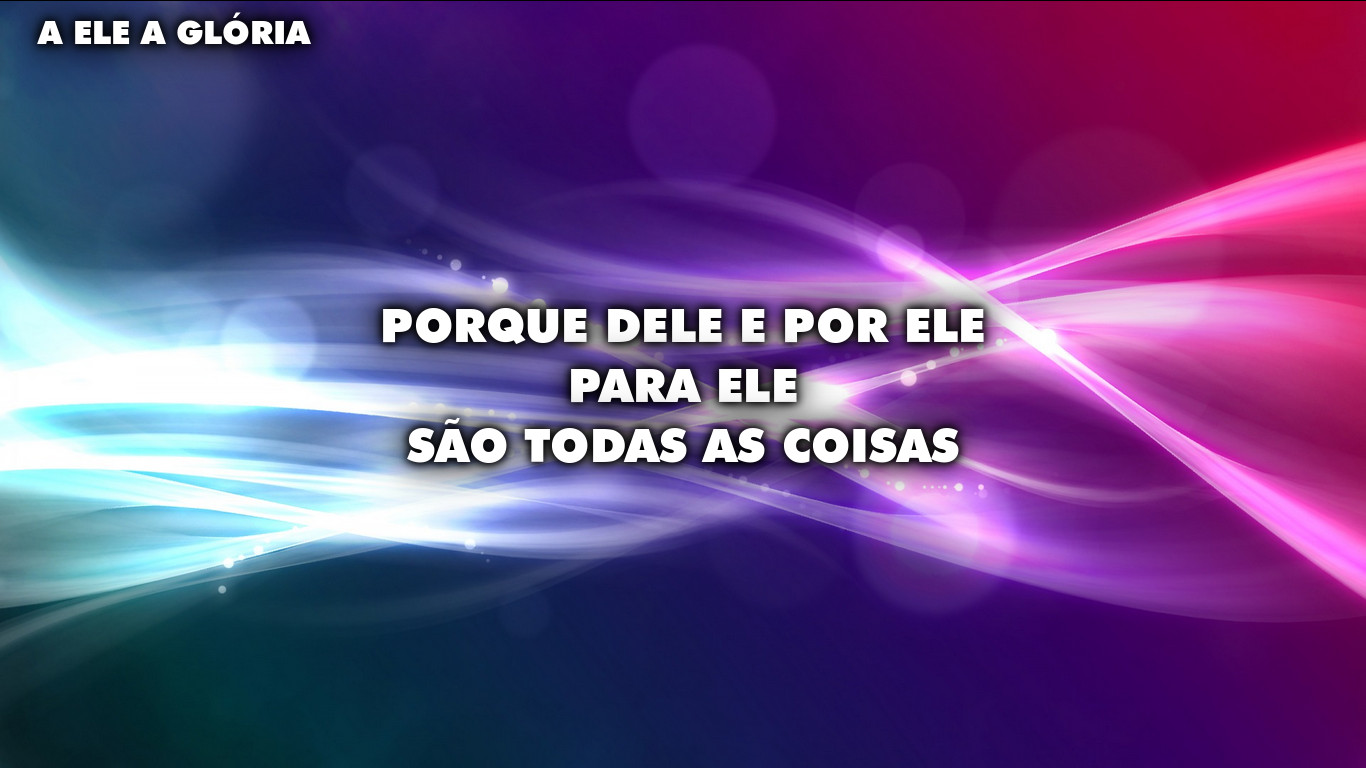 A ELE A GLÓRIA
PORQUE DELE E POR ELE
PARA ELE
SÃO TODAS AS COISAS